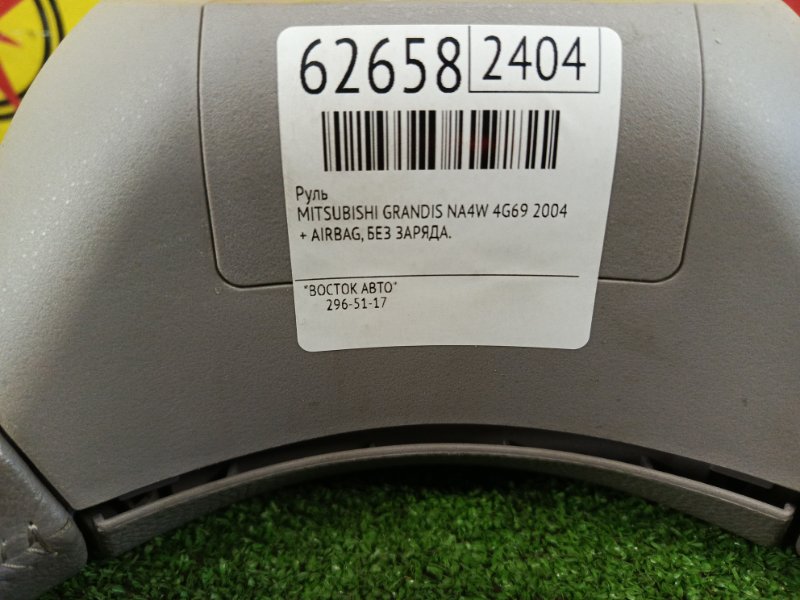 62658 2404
Руль
MITSUBISHI GRANDIS NA4W 4G69 2004
+ AIRBAG, БЕЗ ЗАРЯДА.
"ВОСТОК АВТО"
296-51-17